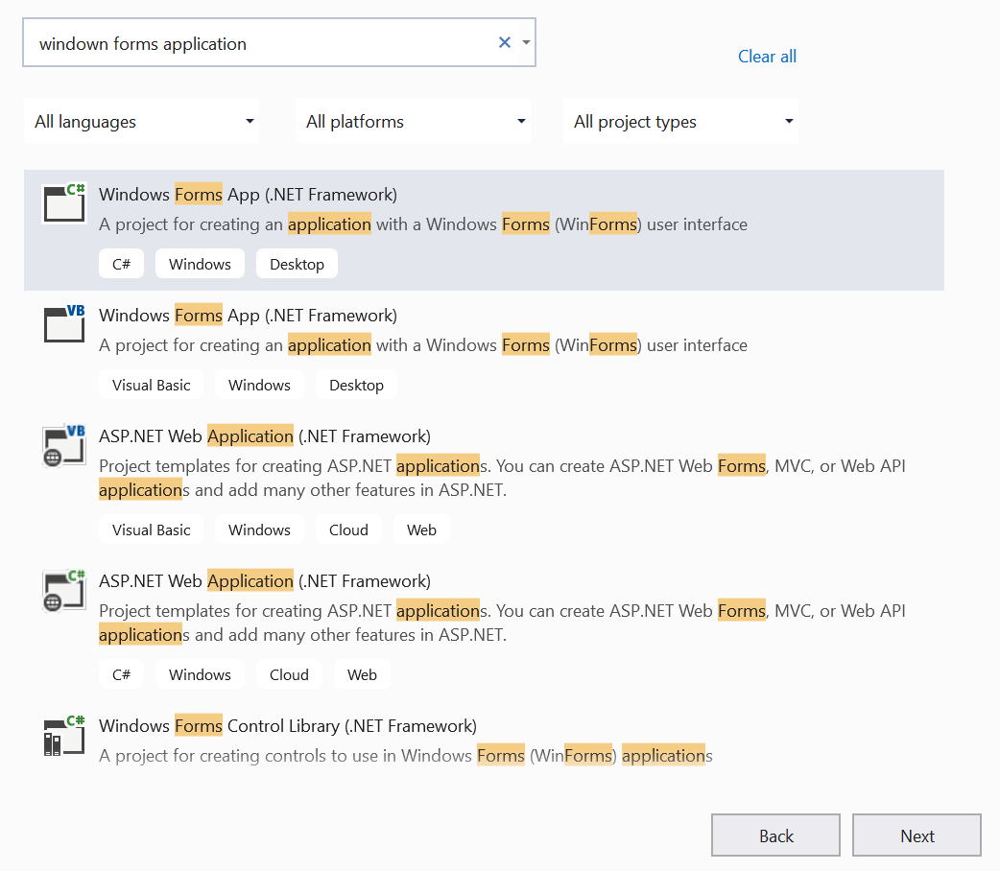 windown forms application
Clear all
All languages
All platforms
All project types
C#
Windows Forms App (.NET Framework)
A project for creating an application with a Windows Forms (WinForms) user interface
C#
Windows
Desktop
VB
Windows Forms App (.NET Framework)
A project for creating an application with a Windows Forms (WinForms) user interface
Visual Basic
Windows
Desktop
VB
ASP.NET Web Application (.NET Framework)
Project templates for creating ASP.NET applications. You can create ASP.NET Web Forms, MVC, or Web API
applications and add many other features in ASP.NET.
Visual Basic
Windows
Cloud
Web
C#
ASP.NET Web Application (.NET Framework)
Project templates for creating ASP.NET applications. You can create ASP.NET Web Forms, MVC, or Web API
applications and add many other features in ASP.NET.
C#
Windows
Cloud
Web
C#
Windows Forms Control Library (.NET Framework)
A project for creating controls to use in Windows Forms (WinForms) applications
Back
Next